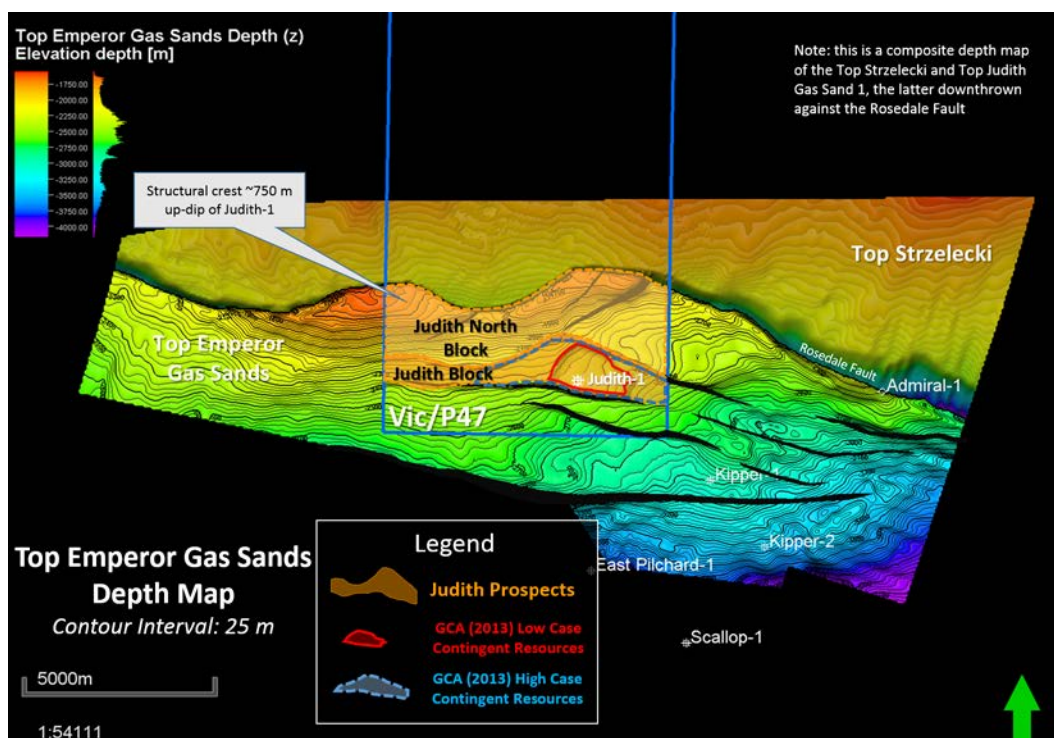 Top Emperor Gas Sands Depth (z)
Elevation depth [m]
-1750.00
-2000.00
-2250.00
-2500.00
-2750.00
-3000.00
-3250.00
-3500.00
-3750.00
-4000.00
Note: this is a composite depth map
of the Top Strzelecki and Top Judith
Gas Sand 1, the latter downthrown
against the Rosedale Fault
Structural crest ~750 m
up-dip of Judith-1
Top Strzelecki
Judith North
Block
Judith Block
Top Emperor
Gas Sands
Judith-1
Rosedale Fault
Admiral-1
Vic/P47
Kipper-1
Kipper-2
East Pilchard-1
Scallop-1
Top Emperor Gas Sands
Depth Map
Contour Interval: 25 m
5000m
1:54111
Legend
Judith Prospects
GCA (2013) Low Case
Contingent Resources
GCA (2013) High Case
Contingent Resources